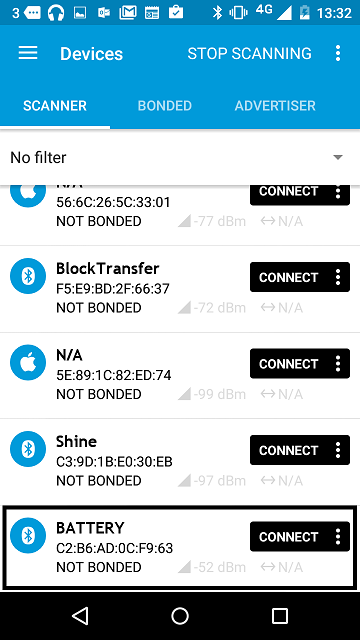 3 4G 13:32
Devices STOP SCANNING
SCANNER BONDED ADVERTISER
No filter
N/A
56:6C:26:5C:33:01 CONNECT
NOT BONDED -77 dBm N/A
BlockTransfer
F5:E9:BD:2F:66:37 CONNECT
NOT BONDED -72 dBm N/A
N/A
5E:89:1C:82:ED:74 CONNECT
NOT BONDED -99 dBm N/A
Shine
C3:9D:1B:E0:30:EB CONNECT
NOT BONDED -97 dBm N/A
BATTERY
C2:B6:AD:0C:F9:63 CONNECT
NOT BONDED -52 dBm N/A